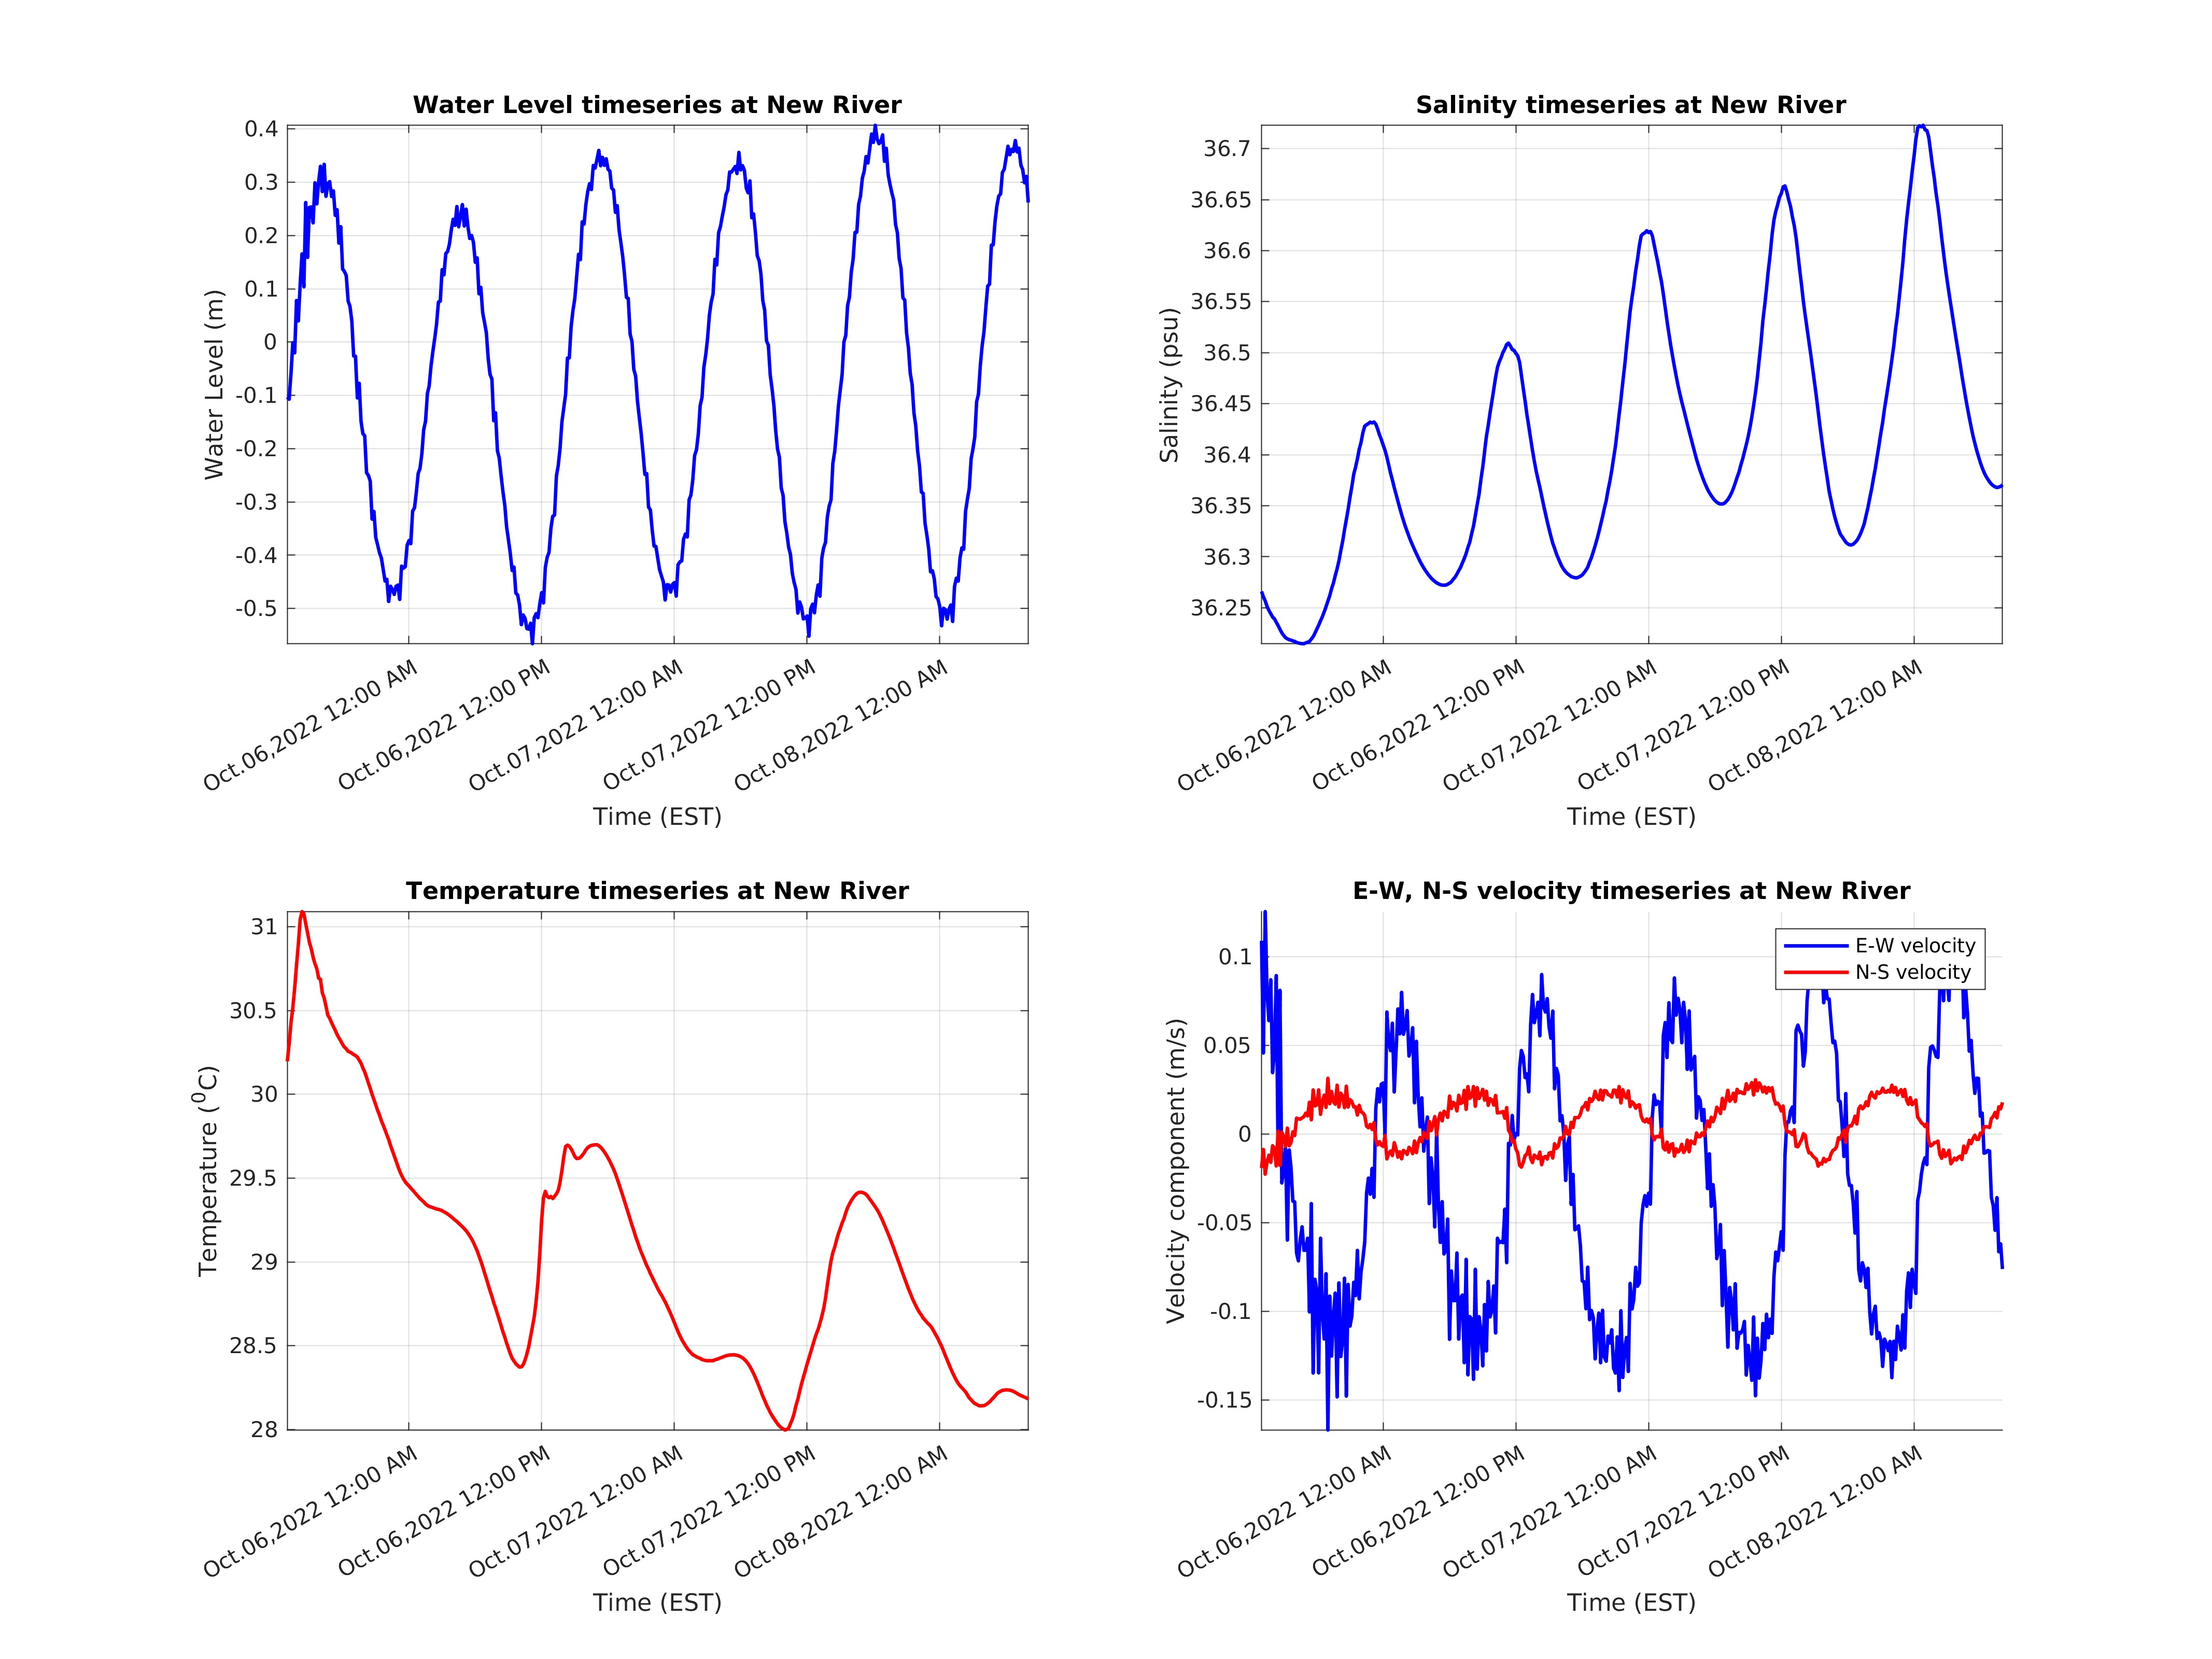 Water Level timeseries at New River
0.4
0.3
0.2
0.1
0
-0.1
-0.2
-0.3
-0.4
-0.5
Water Level (m)
Oct.06,2022 12:00 AM
Oct.06,2022 12:00 PM
Oct.07,2022 12:00 AM
Oct.07,2022 12:00 PM
Oct.08,2022 12:00 AM
Time (EST)
Salinity timeseries at New River
36.7
36.65
36.6
36.55
36.5
36.45
36.4
36.35
36.3
36.25
Salinity (psu)
Oct.06,2022 12:00 AM
Oct.06,2022 12:00 PM
Oct.07,2022 12:00 AM
Oct.07,2022 12:00 PM
Oct.08,2022 12:00 AM
Time (EST)
Temperature timeseries at New River
31
30.5
30
29.5
29
28.5
28
Temperature (⁰C)
Oct.06,2022 12:00 AM
Oct.06,2022 12:00 PM
Oct.07,2022 12:00 AM
Oct.07,2022 12:00 PM
Oct.08,2022 12:00 AM
Time (EST)
E-W, N-S velocity timeseries at New River
E-W velocity
N-S velocity
0.1
0.05
0
-0.05
-0.1
-0.15
Velocity component (m/s)
Oct.06,2022 12:00 AM
Oct.06,2022 12:00 PM
Oct.07,2022 12:00 AM
Oct.07,2022 12:00 PM
Oct.08,2022 12:00 AM
Time (EST)